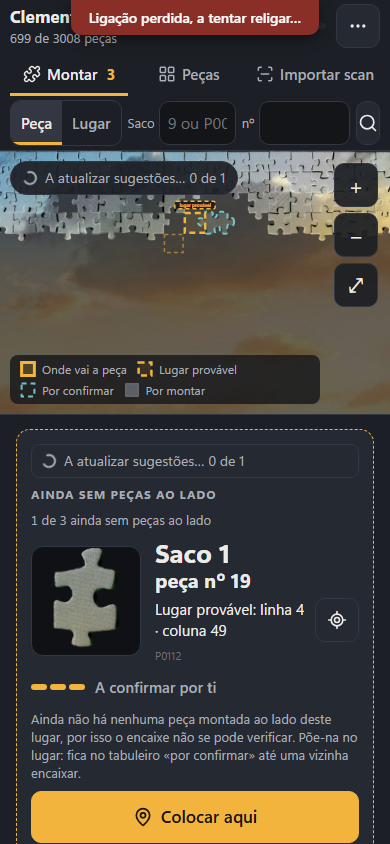 Clement
Ligação perdida, a tentar religar...
699 de 3008 peças
Montar 3
Peças
Importar scan
Peça
Lugar
Saco
9 ou P00
nº
A atualizar sugestões... 0 de 1
lugar provável
Onde vai a peça
Lugar provável
Por confirmar
Por montar
A atualizar sugestões... 0 de 1
AINDA SEM PEÇAS AO LADO
1 de 3 ainda sem peças ao lado
Saco 1
peça nº 19
Lugar provável: linha 4
· coluna 49
P0112
A confirmar por ti
Ainda não há nenhuma peça montada ao lado deste
lugar, por isso o encaixe não se pode verificar. Põe-na no
lugar: fica no tabuleiro «por confirmar» até uma vizinha
encaixar.
Colocar aqui